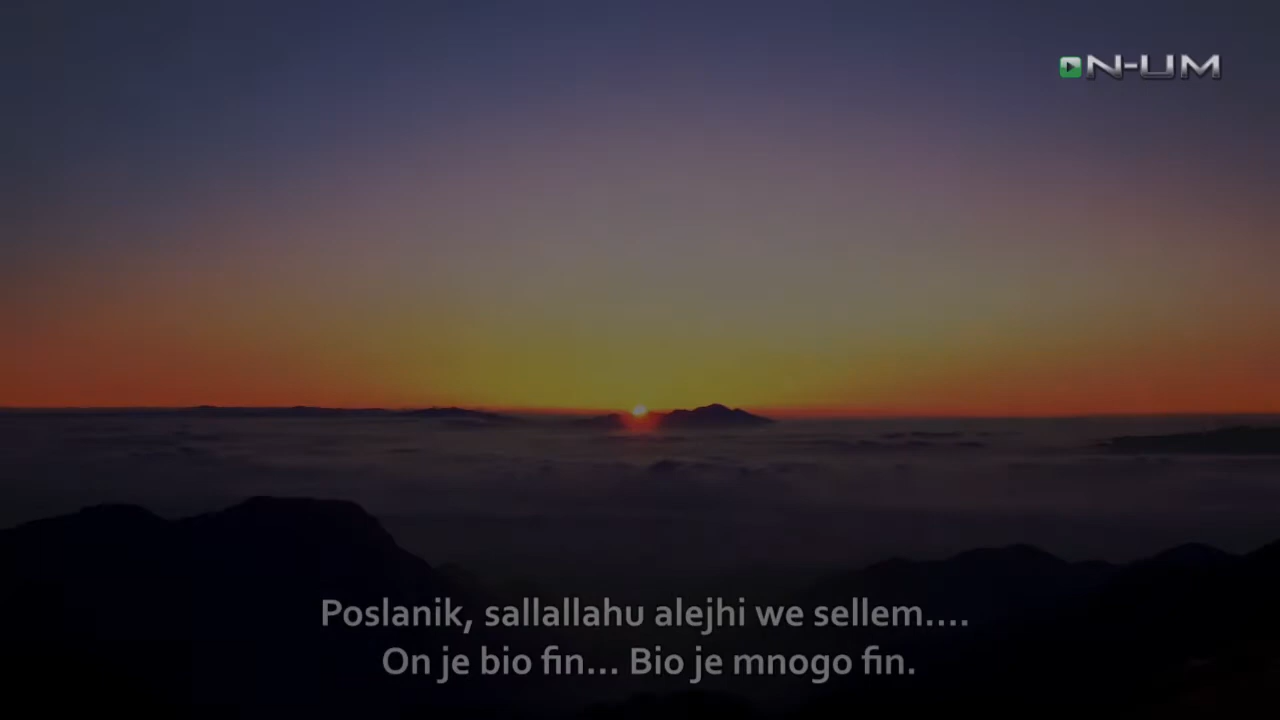 N-UM
Poslanik, sallallahu alejhi we sellem....
On je bio fin... Bio je mnogo fin.